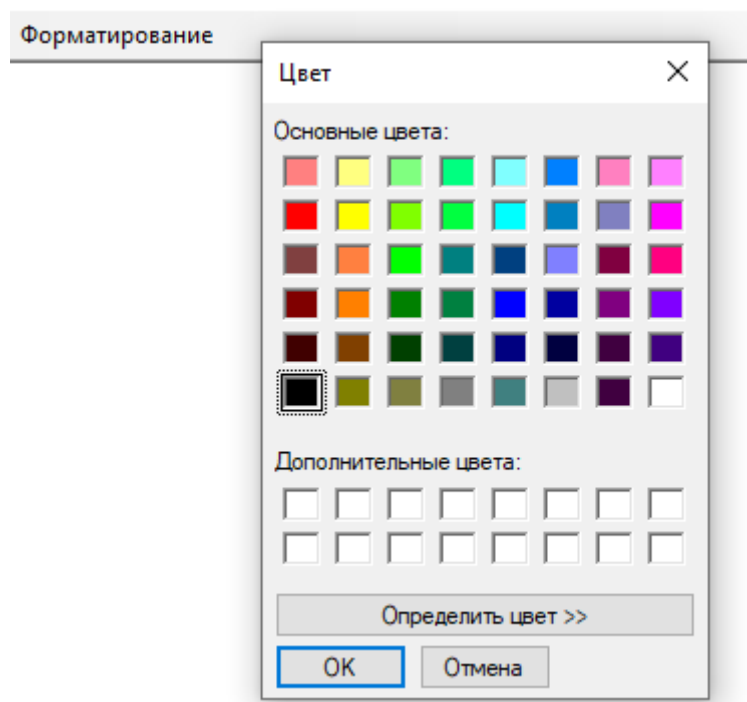 Форматирование
Цвет
Основные цвета:
Дополнительные цвета:
Определить цвет >>
OK
Отмена